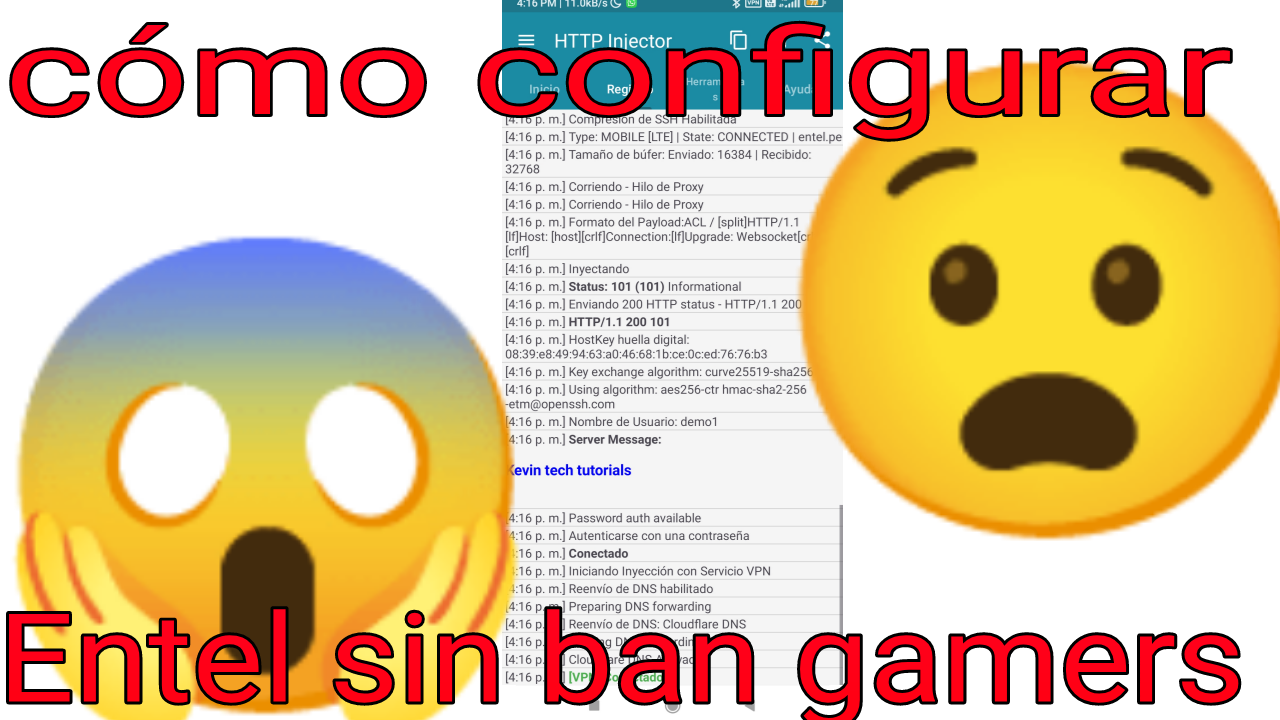 4:16 PM | 11.0kB/s
cómo configurar
HTTP Injector
Inicio
Ayuda
[4:16 p. m.] Compresión de SSH Habilitada
[4:16 p. m.] Type: MOBILE [LTE] | State: CONNECTED | entel.pe
[4:16 p. m.] Tamaño de búfer: Enviado: 16384 | Recibido:
32768
[4:16 p. m.] Corriendo - Hilo de Proxy
[4:16 p. m.] Corriendo - Hilo de Proxy
[4:16 p. m.] Formato del Payload:ACL / [split]HTTP/1.1
[lf]Host: [host][crlf]Connection:[lf]Upgrade: Websocket[cr
[crlf]
[4:16 p. m.] Inyectando
[4:16 p. m.] Status: 101 (101) Informational
[4:16 p. m.] Enviando 200 HTTP status - HTTP/1.1 200
[4:16 p. m.] HTTP/1.1 200 101
[4:16 p. m.] HostKey huella digital:
08:39:e8:49:94:63:a0:46:68:1b:ce:0c:ed:76:76:b3
[4:16 p. m.] Key exchange algorithm: curve25519-sha256
[4:16 p. m.] Using algorithm: aes256-ctr hmac-sha2-256
-etm@openssh.com
[4:16 p. m.] Nombre de Usuario: demo1
4:16 p. m.] Server Message:
Kevin tech tutorials
4:16 p. m.] Password auth available
4:16 p. m.] Autenticarse con una contraseña
:16 p. m.] Conectado
:16 p. m.] Iniciando Inyección con Servicio VPN
4:16 p. m.] Reenvío de DNS habilitado
4:16 p. m.] Preparing DNS forwarding
4:16 p. m.] Reenvío de DNS: Cloudflare DNS
Entel sin ban gamers